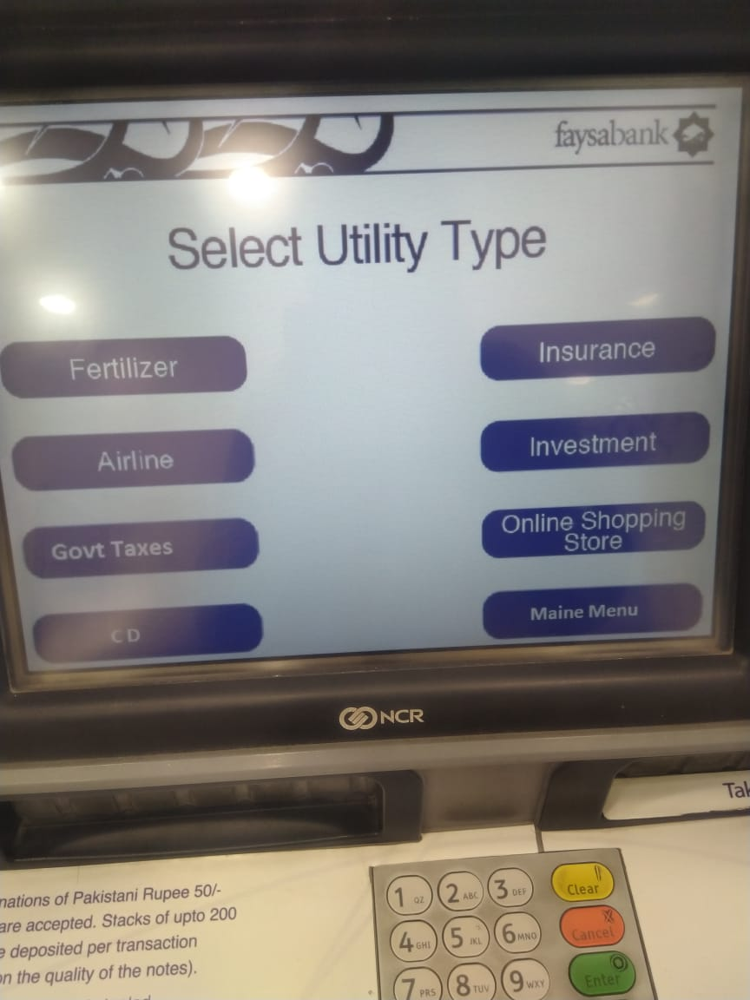 faysabank
Select Utility Type
Fertilizer
Insurance
Airline
Investment
Govt Taxes
Online Shopping
Store
C D
Maine Menu
NCR
nations of Pakistani Rupee 50/-
are accepted. Stacks of upto 200
e deposited per transaction
on the quality of the notes).
Tak
1 QZ 2 ABC 3 DEF Clear
4 GHI 5 JKL 6 MNO Cancel
7 PRS 8 TUV 9 WXY Enter